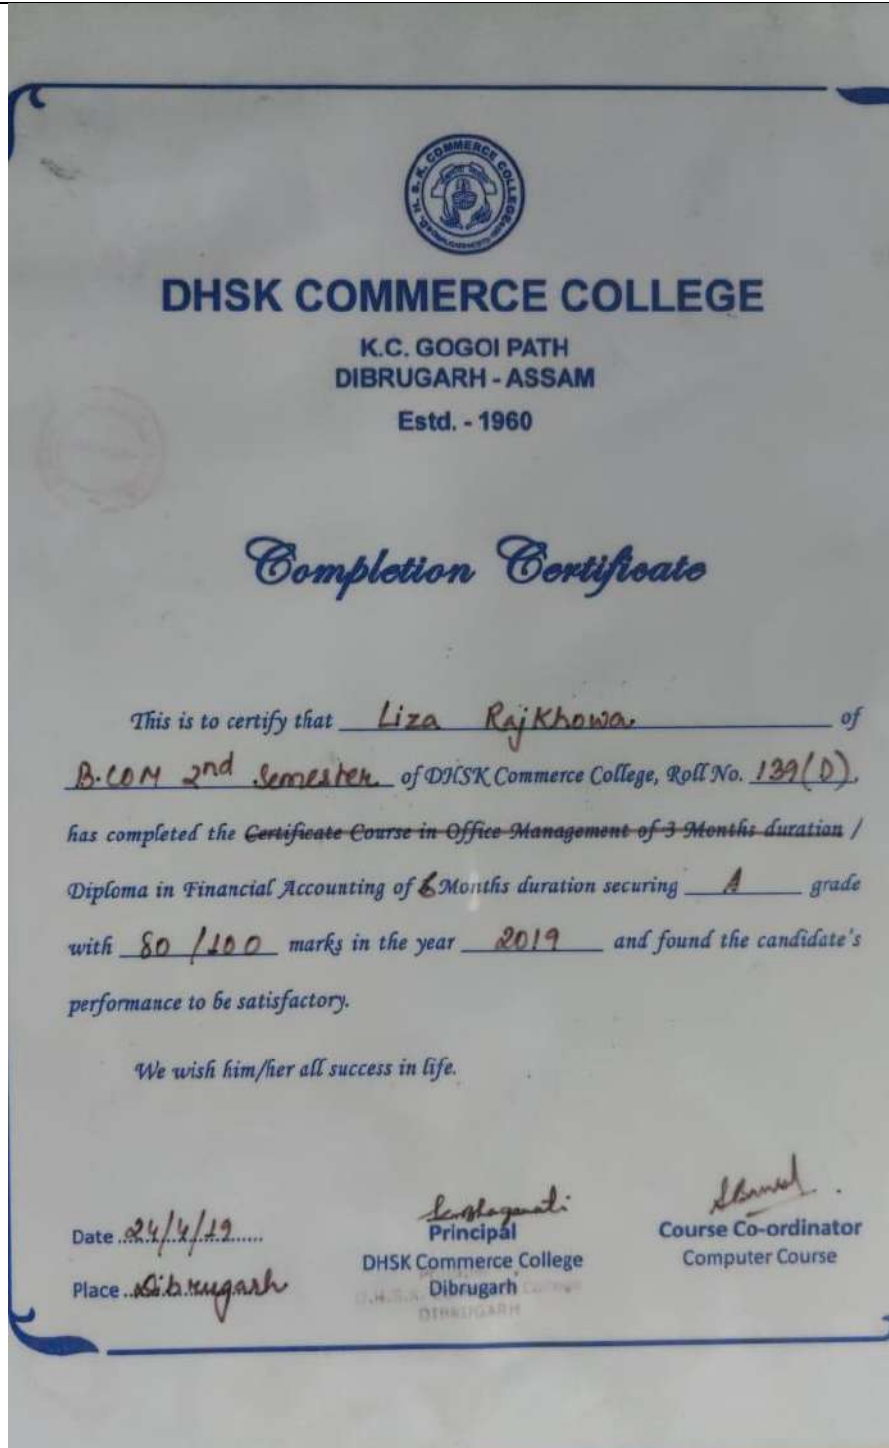 D. H. S. K. COMMERCE COLLEGE
DHSK COMMERCE COLLEGE
K.C. GOGOI PATH
DIBRUGARH - ASSAM
Estd. - 1960
Completion Certificate
This is to certify that Liza Rajkhowa of
B.COM 2nd Semester of DHSK Commerce College, Roll No. 139(D),
has completed the Certificate Course in Office Management of 3 Months duration /
Diploma in Financial Accounting of 6 Months duration securing A grade
with 80/100 marks in the year 2019 and found the candidate's
performance to be satisfactory.
We wish him/her all success in life.
Date 24/4/19
Place Dibrugarh
Principal
DHSK Commerce College
Dibrugarh
DIBRUGARH
Course Co-ordinator
Computer Course